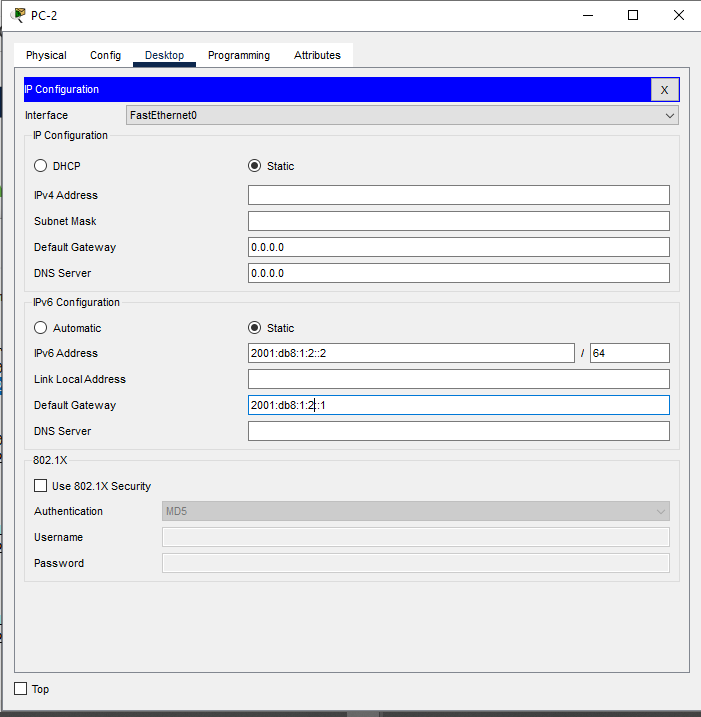 PC-2
Physical Config Desktop Programming Attributes
IP Configuration X
Interface FastEthernet0
IP Configuration
DHCP Static
IPv4 Address
Subnet Mask
Default Gateway 0.0.0.0
DNS Server 0.0.0.0
IPv6 Configuration
Automatic Static
IPv6 Address 2001:db8:1:2::2 / 64
Link Local Address
Default Gateway 2001:db8:1:2::1
DNS Server
802.1X
Use 802.1X Security
Authentication MD5
Username
Password
Top